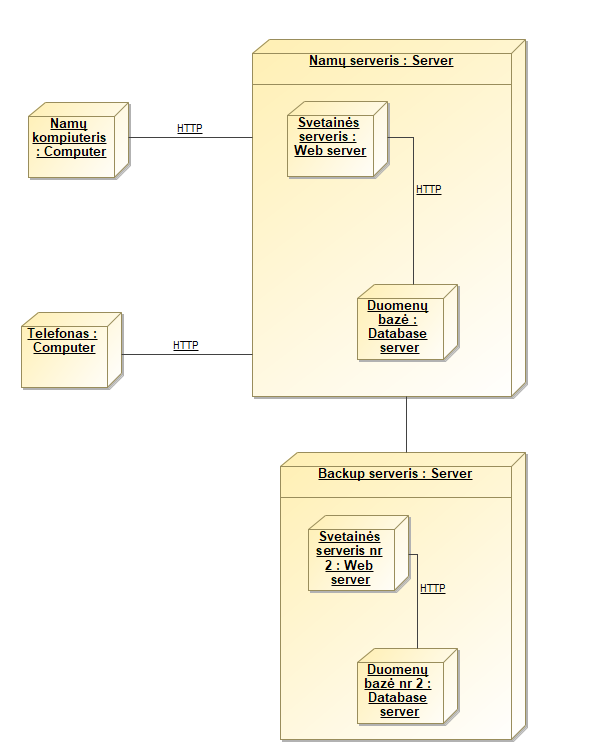 Namų serveris : Server
Namų
kompiuteris
: Computer
HTTP
Svetainės
serveris :
Web server
HTTP
Duomenų
bazė :
Database
server
Telefonas :
Computer
HTTP
Backup serveris : Server
Svetainės
serveris nr
2 : Web
server
HTTP
Duomenų
bazė nr 2 :
Database
server